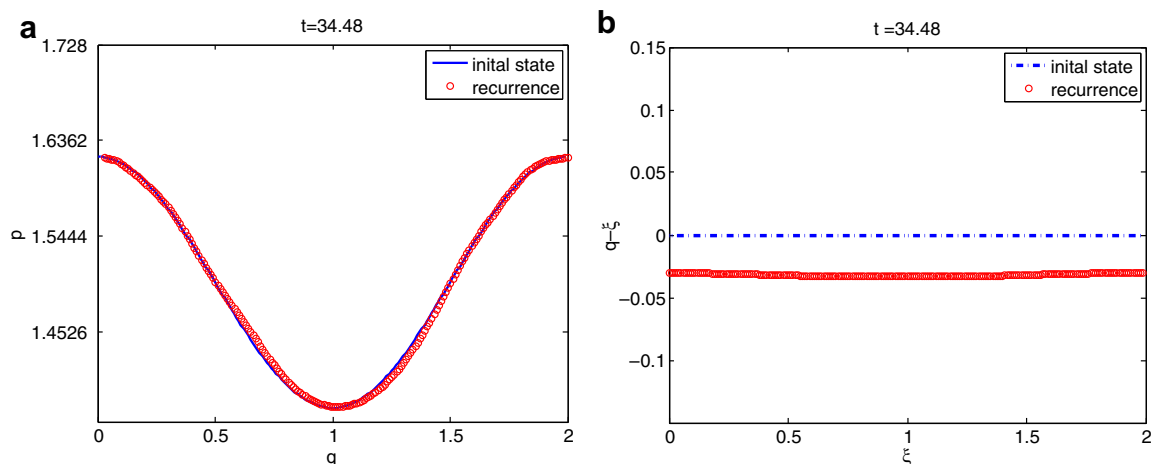 a
t=34.48
1.728
1.6362
1.5444
1.4526
p
inital state
recurrence
0
0.5
1
1.5
2
q
b
t =34.48
0.15
0.1
0.05
0
−0.05
−0.1
q−ξ
inital state
recurrence
0
0.5
1
1.5
2
ξ